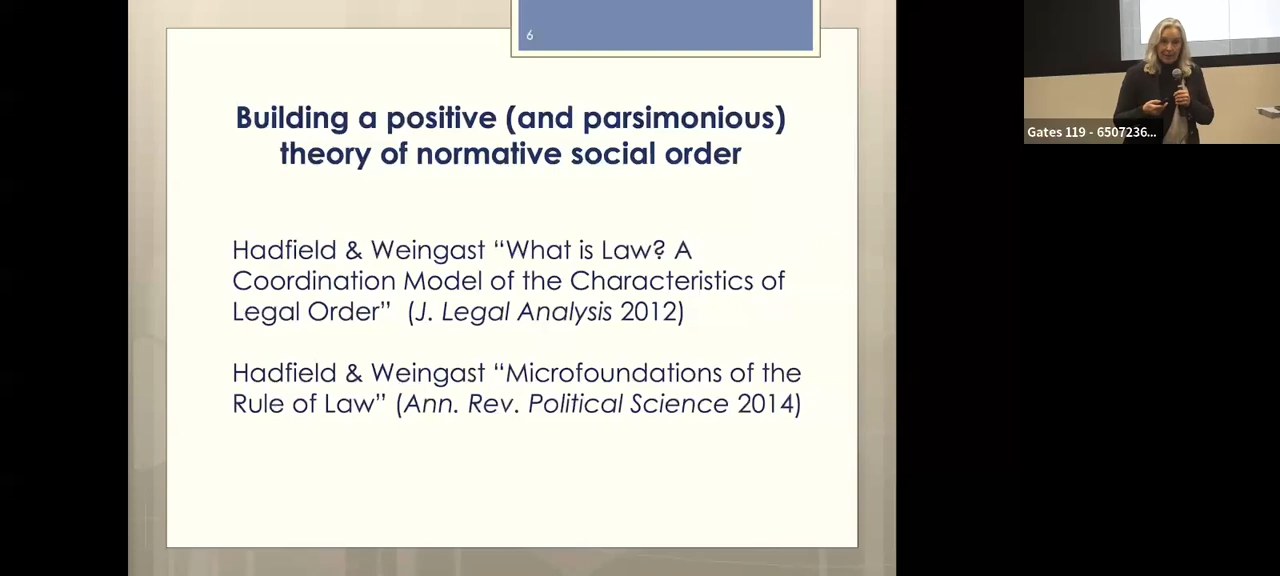 6
Building a positive (and parsimonious)
theory of normative social order
Hadfield & Weingast “What is Law? A
Coordination Model of the Characteristics of
Legal Order” (J. Legal Analysis 2012)
Hadfield & Weingast “Microfoundations of the
Rule of Law” (Ann. Rev. Political Science 2014)
Gates 119 - 6507236...